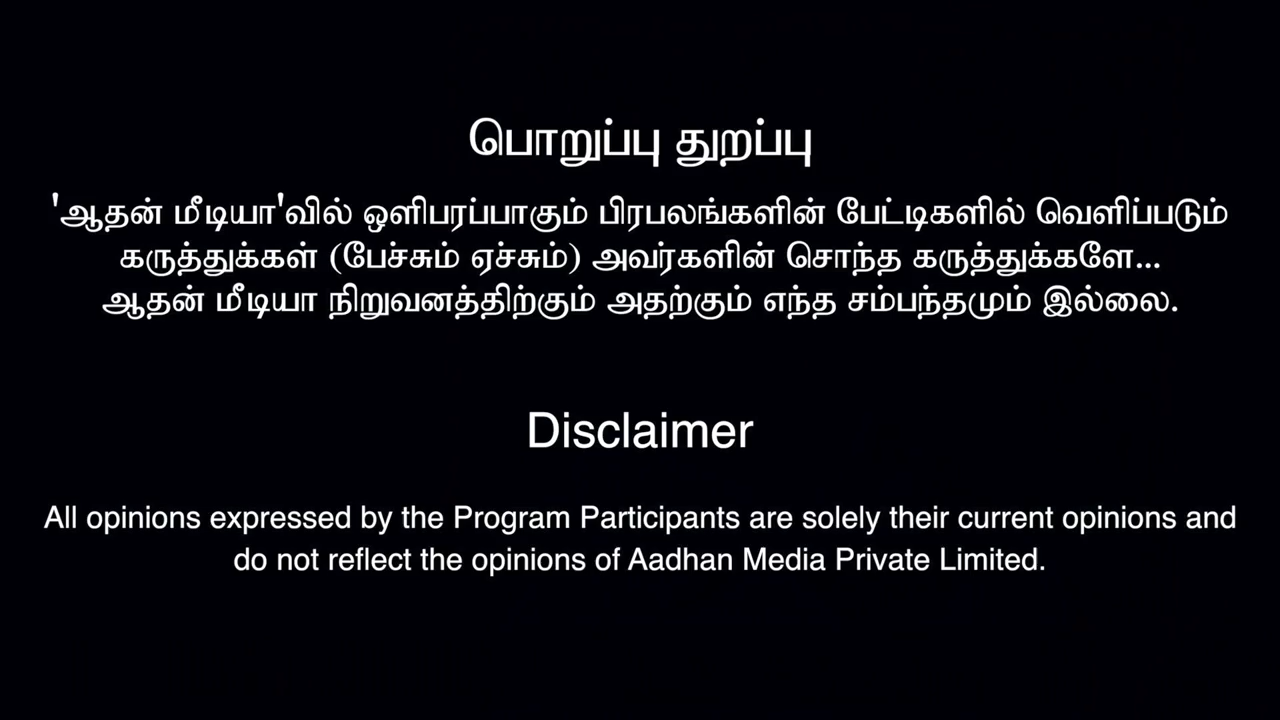 பொறுப்பு துறப்பு
'ஆதன் மீடியா'வில் ஒளிபரப்பாகும் பிரபலங்களின் பேட்டிகளில் வெளிப்படும்
கருத்துக்கள் (பேச்சும் ஏச்சும்) அவர்களின் சொந்த கருத்துக்களே...
ஆதன் மீடியா நிறுவனத்திற்கும் அதற்கும் எந்த சம்பந்தமும் இல்லை.
Disclaimer
All opinions expressed by the Program Participants are solely their current opinions and
do not reflect the opinions of Aadhan Media Private Limited.